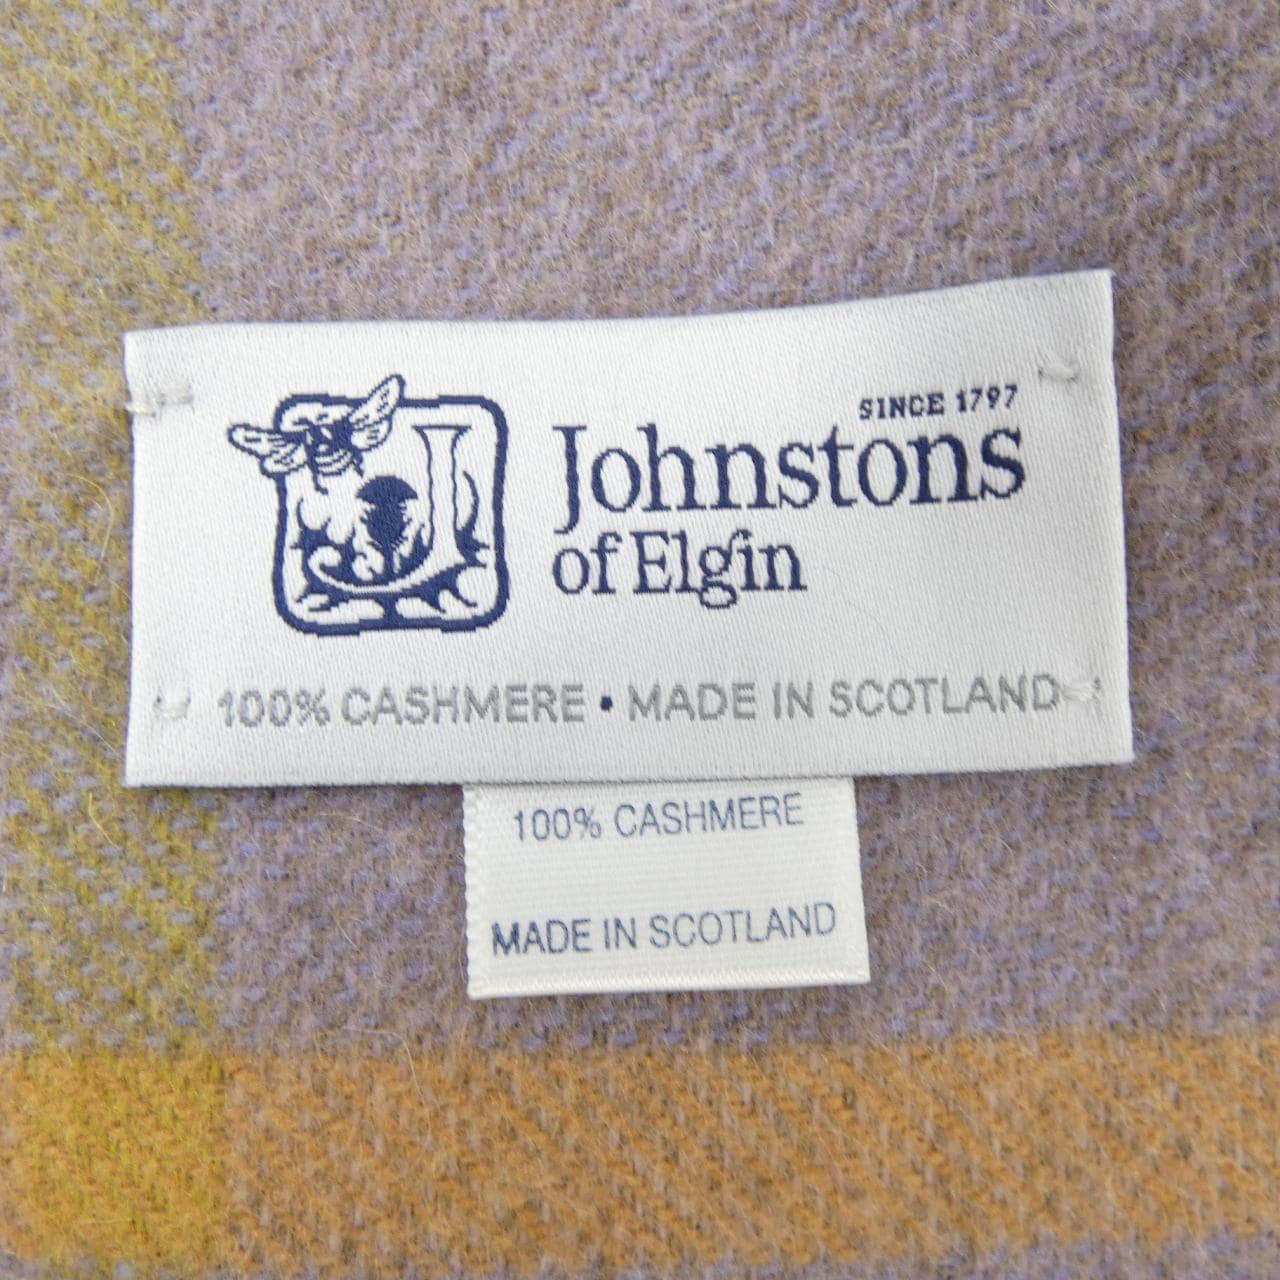 SINCE 1797
Johnstons
of Elgin
100% CASHMERE • MADE IN SCOTLAND
100% CASHMERE
MADE IN SCOTLAND